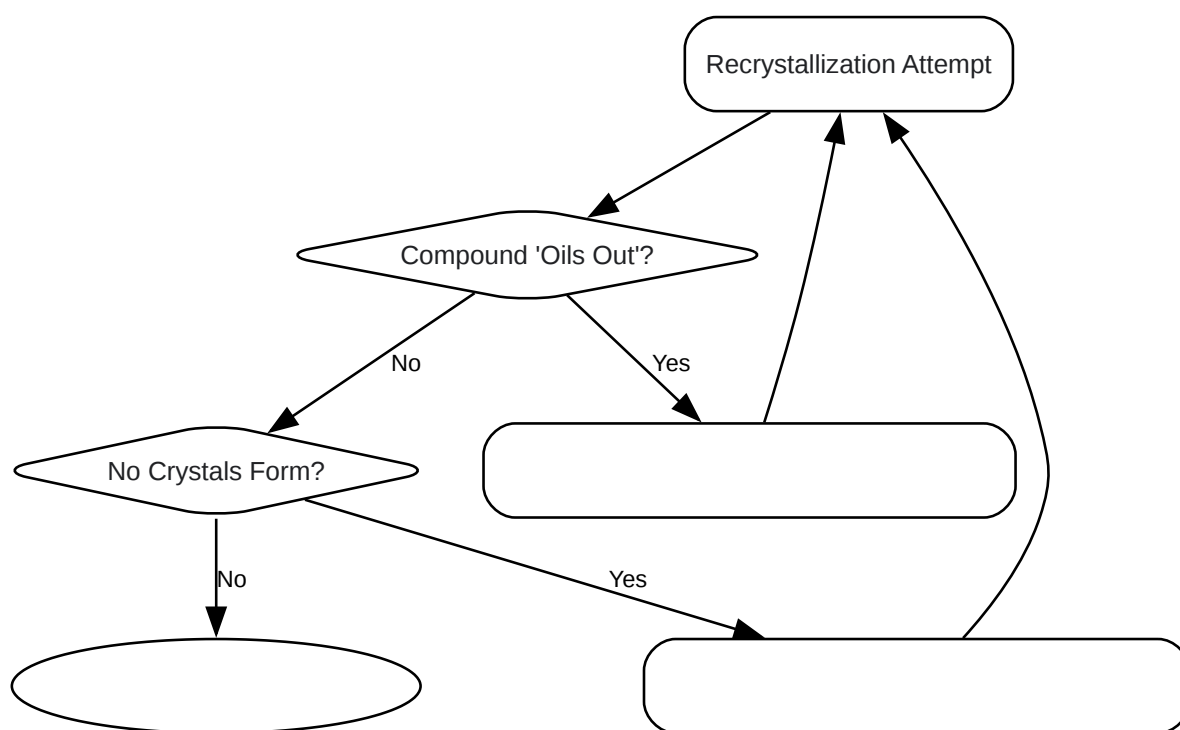 Recrystallization Attempt
Compound 'Oils Out'?
No
Yes
No Crystals Form?
No
Yes